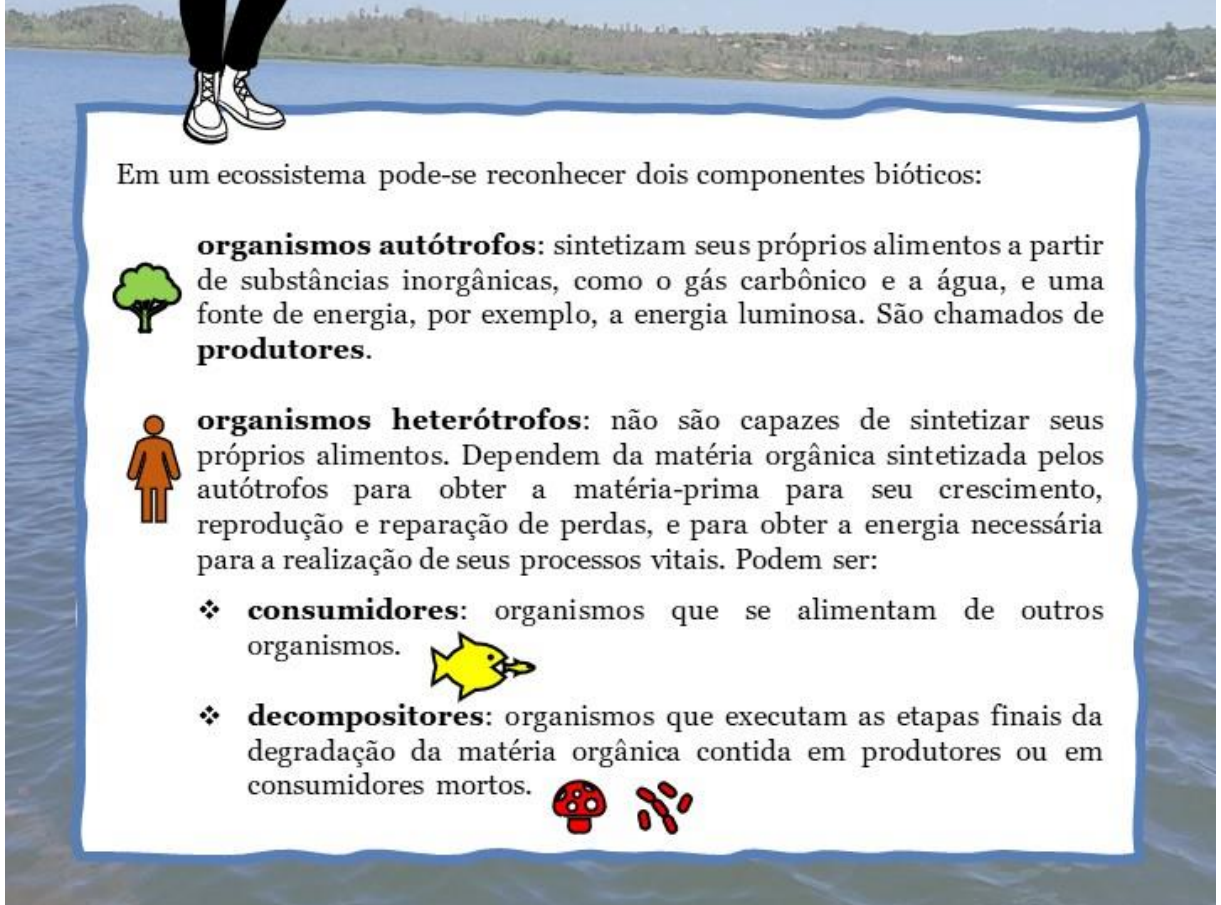 Em um ecossistema pode-se reconhecer dois componentes bióticos:
organismos autótrofos: sintetizam seus próprios alimentos a partir
de substâncias inorgânicas, como o gás carbônico e a água, e uma
fonte de energia, por exemplo, a energia luminosa. São chamados de
produtores.
organismos heterótrofos: não são capazes de sintetizar seus
próprios alimentos. Dependem da matéria orgânica sintetizada pelos
autótrofos para obter a matéria-prima para seu crescimento,
reprodução e reparação de perdas, e para obter a energia necessária
para a realização de seus processos vitais. Podem ser:
❖ consumidores: organismos que se alimentam de outros
organismos.
❖ decompositores: organismos que executam as etapas finais da
degradação da matéria orgânica contida em produtores ou em
consumidores mortos.